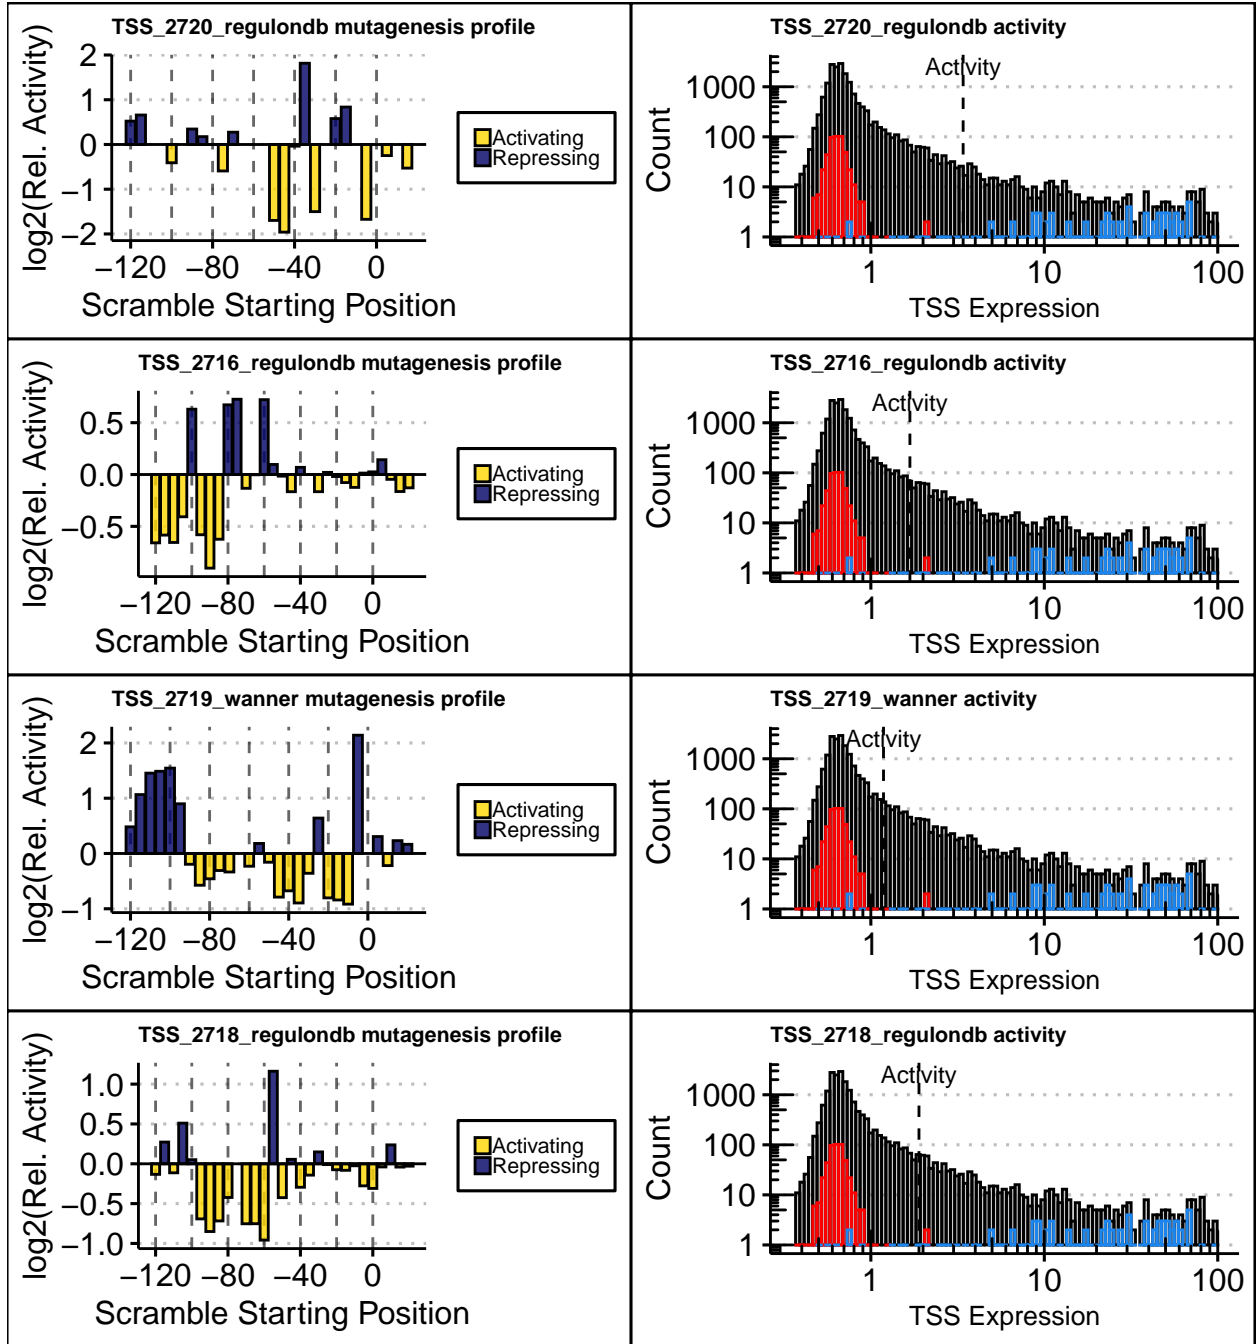 TSS_2720_regulondb mutagenesis profile
log2(Rel. Activity)
2
1
0
−1
−2
−120 −80 −40 0
Scramble Starting Position
Activating
Repressing
TSS_2720_regulondb activity
Activity
Count
1000
100
10
1
1 10 100
TSS Expression
TSS_2716_regulondb mutagenesis profile
log2(Rel. Activity)
0.5
0.0
−0.5
−120 −80 −40 0
Scramble Starting Position
Activating
Repressing
TSS_2716_regulondb activity
Activity
Count
1000
100
10
1
1 10 100
TSS Expression
TSS_2719_wanner mutagenesis profile
log2(Rel. Activity)
2
1
0
−1
−120 −80 −40 0
Scramble Starting Position
Activating
Repressing
TSS_2719_wanner activity
Activity
Count
1000
100
10
1
1 10 100
TSS Expression
TSS_2718_regulondb mutagenesis profile
log2(Rel. Activity)
1.0
0.5
0.0
−0.5
−1.0
−120 −80 −40 0
Scramble Starting Position
Activating
Repressing
TSS_2718_regulondb activity
Activity
Count
1000
100
10
1
1 10 100
TSS Expression